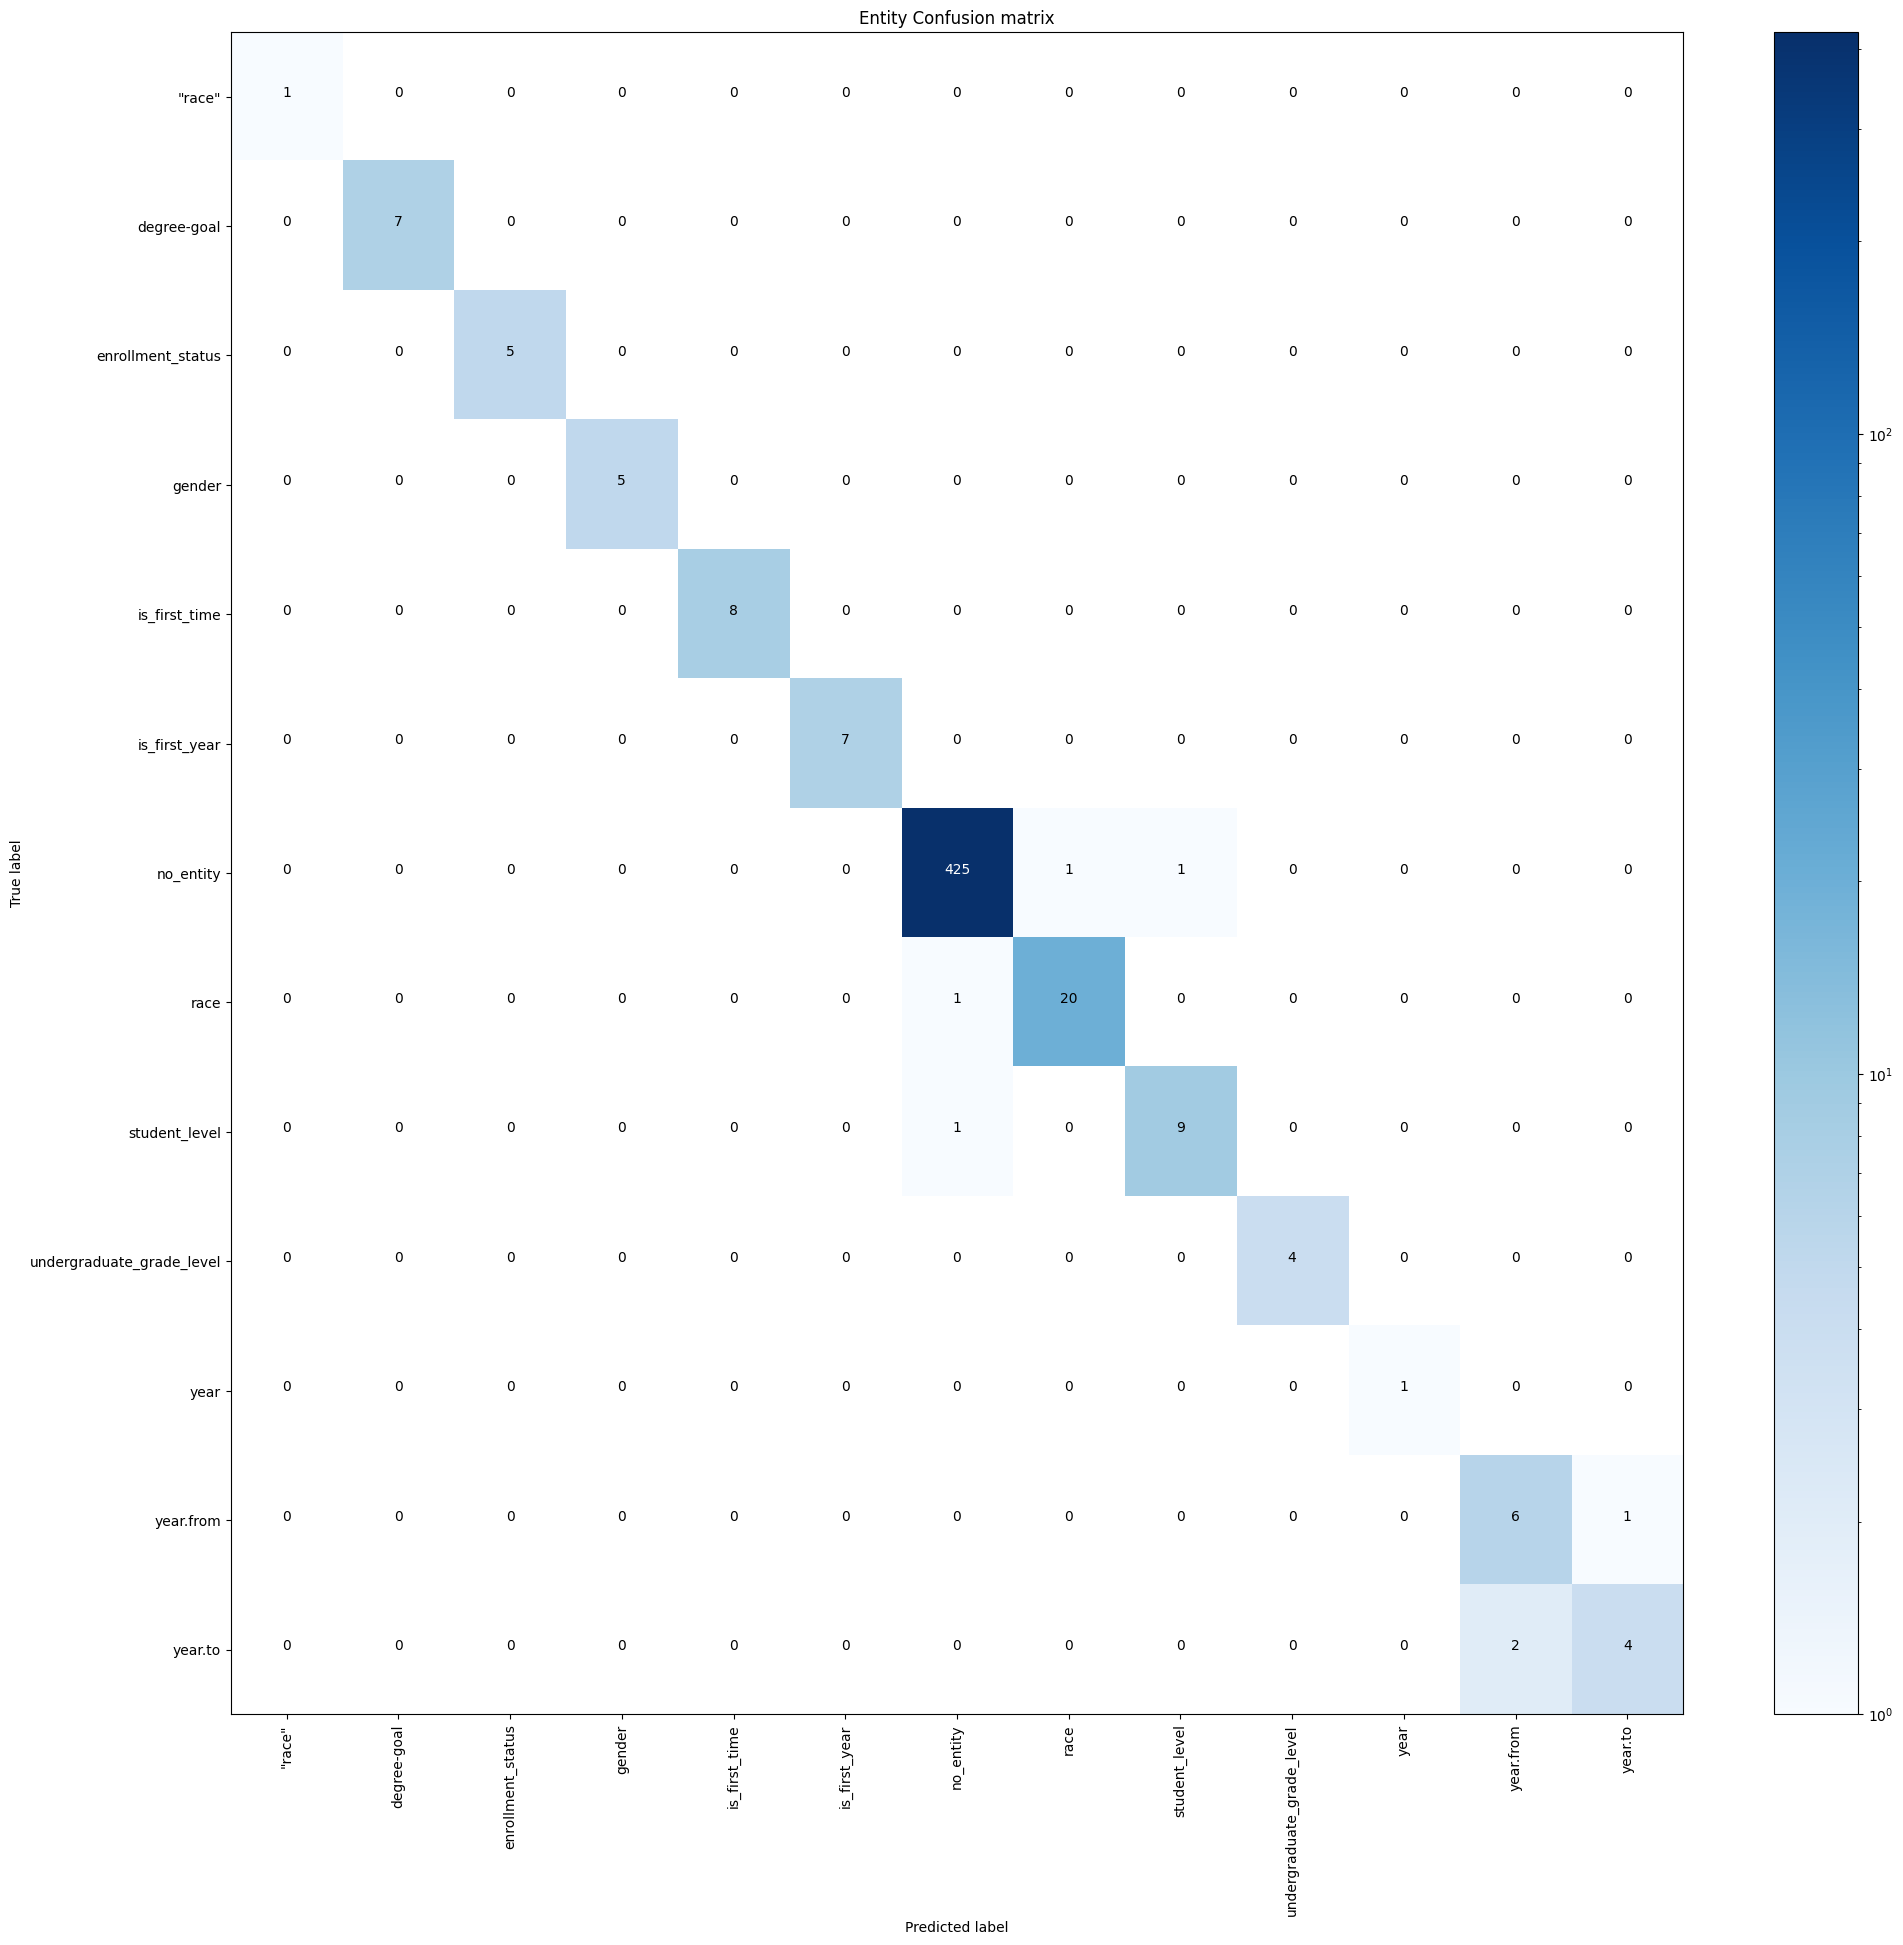 Entity Confusion matrix
"race" 1 0 0 0 0 0 0 0 0 0 0 0 0
degree-goal 0 7 0 0 0 0 0 0 0 0 0 0 0
enrollment_status 0 0 5 0 0 0 0 0 0 0 0 0 0
gender 0 0 0 5 0 0 0 0 0 0 0 0 0
is_first_time 0 0 0 0 8 0 0 0 0 0 0 0 0
is_first_year 0 0 0 0 0 7 0 0 0 0 0 0 0
no_entity 0 0 0 0 0 0 425 1 1 0 0 0 0
race 0 0 0 0 0 0 1 20 0 0 0 0 0
student_level 0 0 0 0 0 0 1 0 9 0 0 0 0
undergraduate_grade_level 0 0 0 0 0 0 0 0 0 4 0 0 0
year 0 0 0 0 0 0 0 0 0 0 1 0 0
year.from 0 0 0 0 0 0 0 0 0 0 0 6 1
year.to 0 0 0 0 0 0 0 0 0 0 0 2 4
True label
"race"
degree-goal
enrollment_status
gender
is_first_time
is_first_year
no_entity
race
student_level
undergraduate_grade_level
year
year.from
year.to
Predicted label
10²
10¹
10⁰